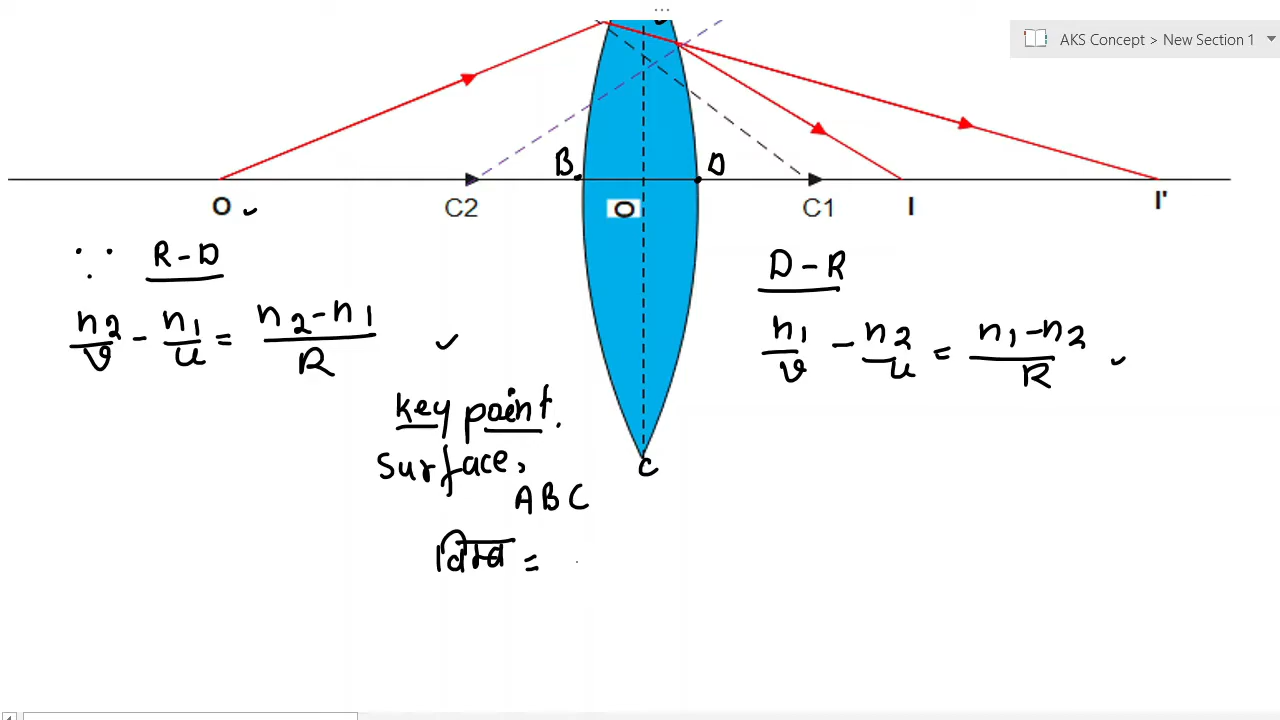 AKS Concept > New Section 1
B D
O C2 O C1 I I'
∵ R-D
n2/v - n1/u = n2-n1/R
D-R
n1/v - n2/u = n1-n2/R
key point.
C
surface,
ABC
विम्व =